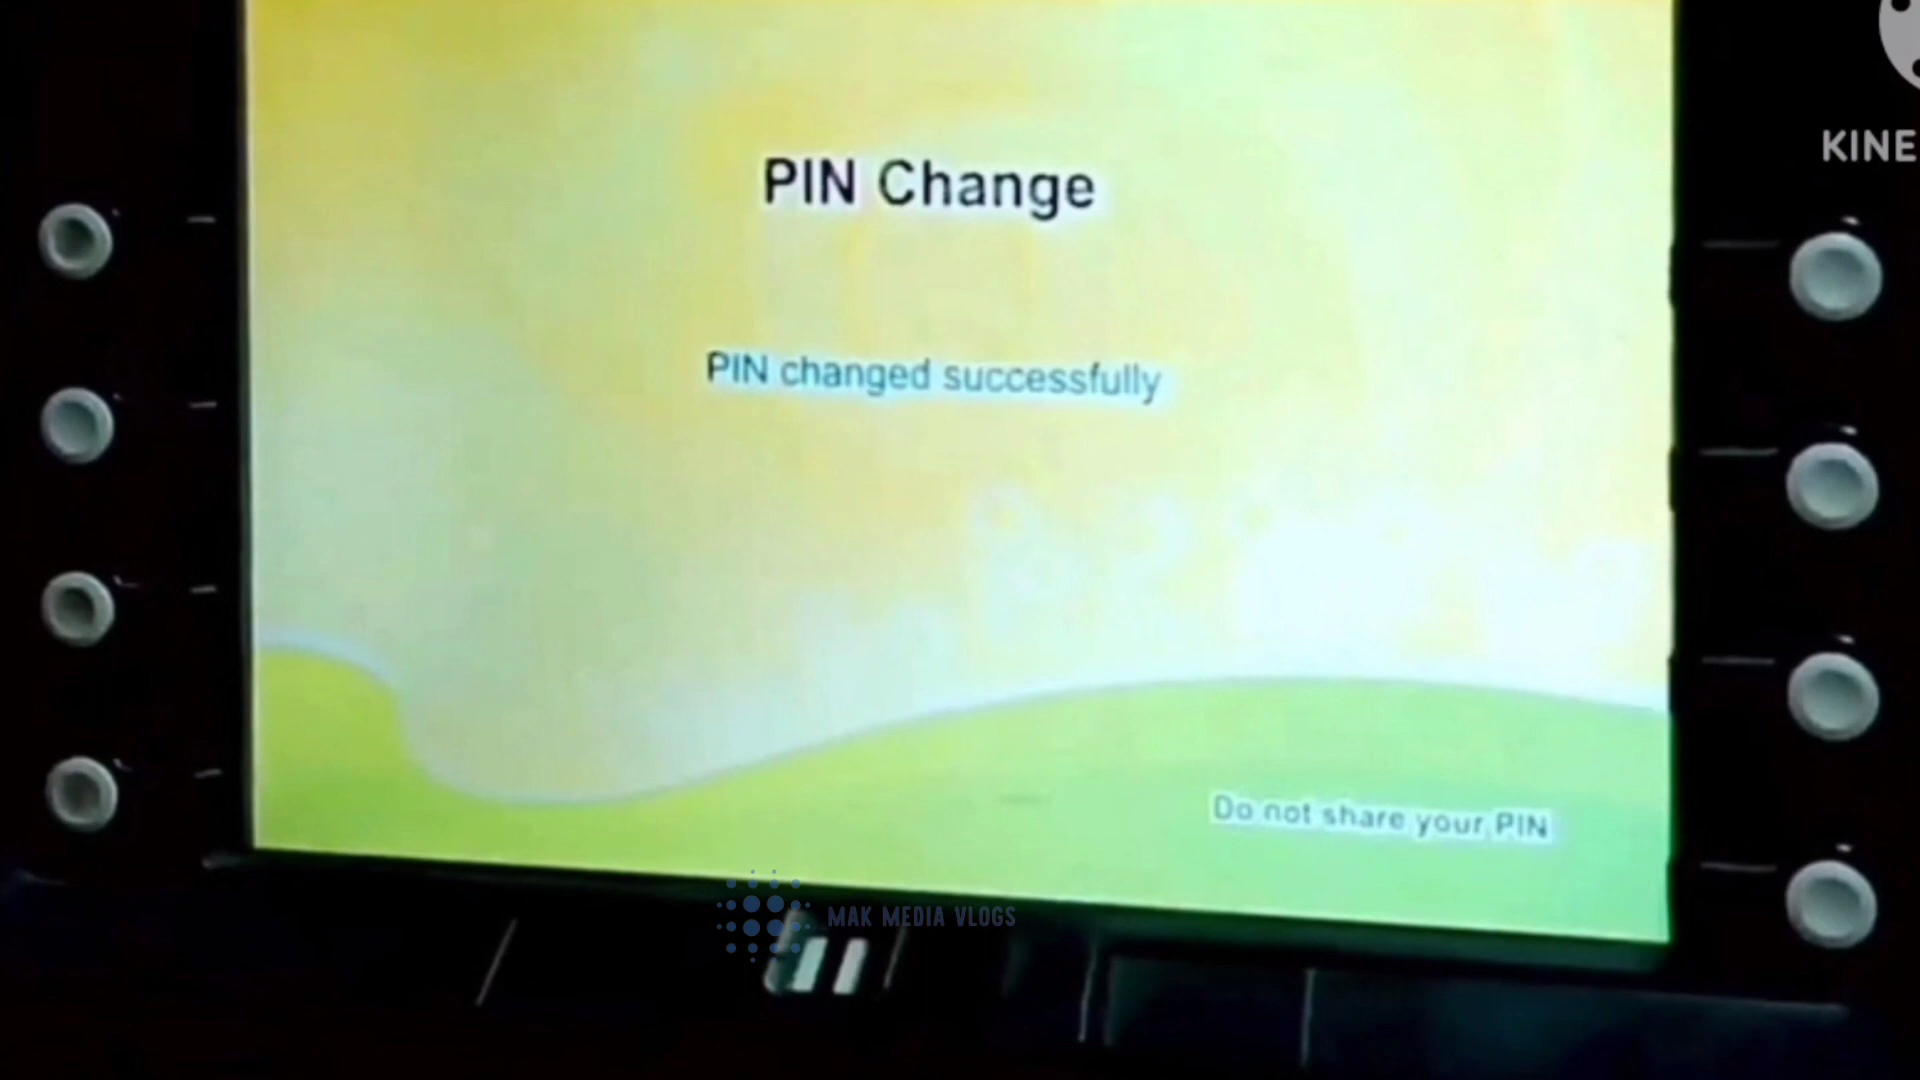 KINE
PIN Change
PIN changed successfully
Do not share your PIN
MAK MEDIA VLOGS